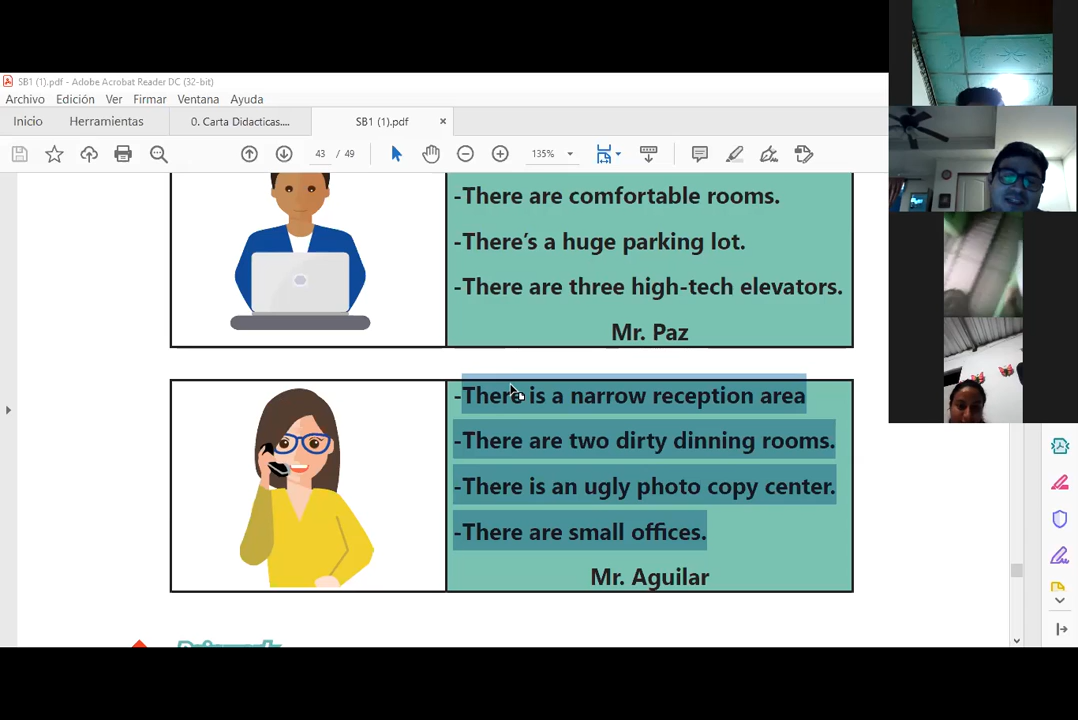 SB1 (1).pdf - Adobe Acrobat Reader DC (32-bit)
Archivo Edición Ver Firmar Ventana Ayuda
Inicio Herramientas 0. Carta Didacticas.... SB1 (1).pdf ×
43 / 49 135%
-There are comfortable rooms.
-There's a huge parking lot.
-There are three high-tech elevators.
Mr. Paz
-There is a narrow reception area
-There are two dirty dinning rooms.
-There is an ugly photo copy center.
-There are small offices.
Mr. Aguilar